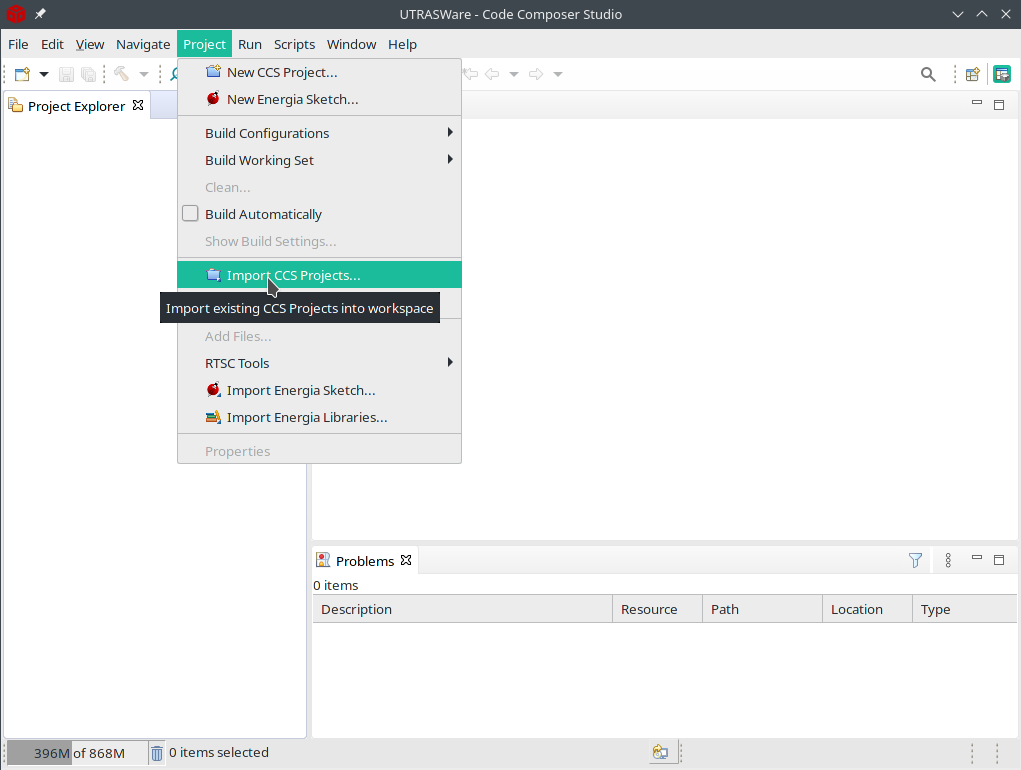 UTRASWare - Code Composer Studio
File Edit View Navigate Project Run Scripts Window Help
New CCS Project...
Project Explorer
New Energia Sketch...
Build Configurations
Build Working Set
Clean...
Build Automatically
Show Build Settings...
Import CCS Projects...
Import existing CCS Projects into workspace
Add Files...
RTSC Tools
Import Energia Sketch...
Import Energia Libraries...
Properties
Problems
0 items
Description Resource Path Location Type
396M of 868M 0 items selected